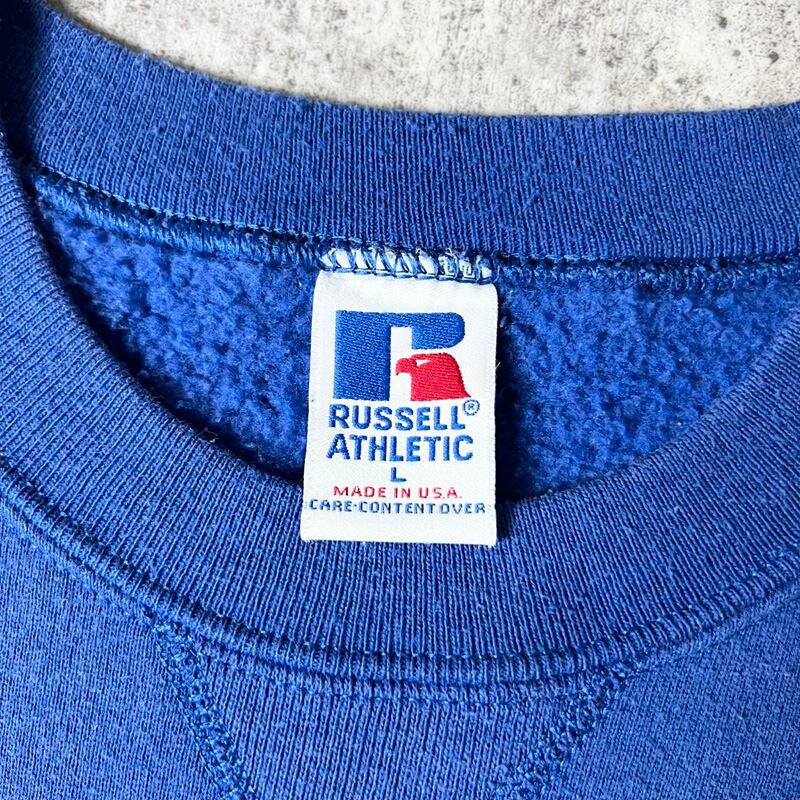 R
RUSSELL®
ATHLETIC
L
MADE IN U.S.A.
CARE-CONTENT OVER